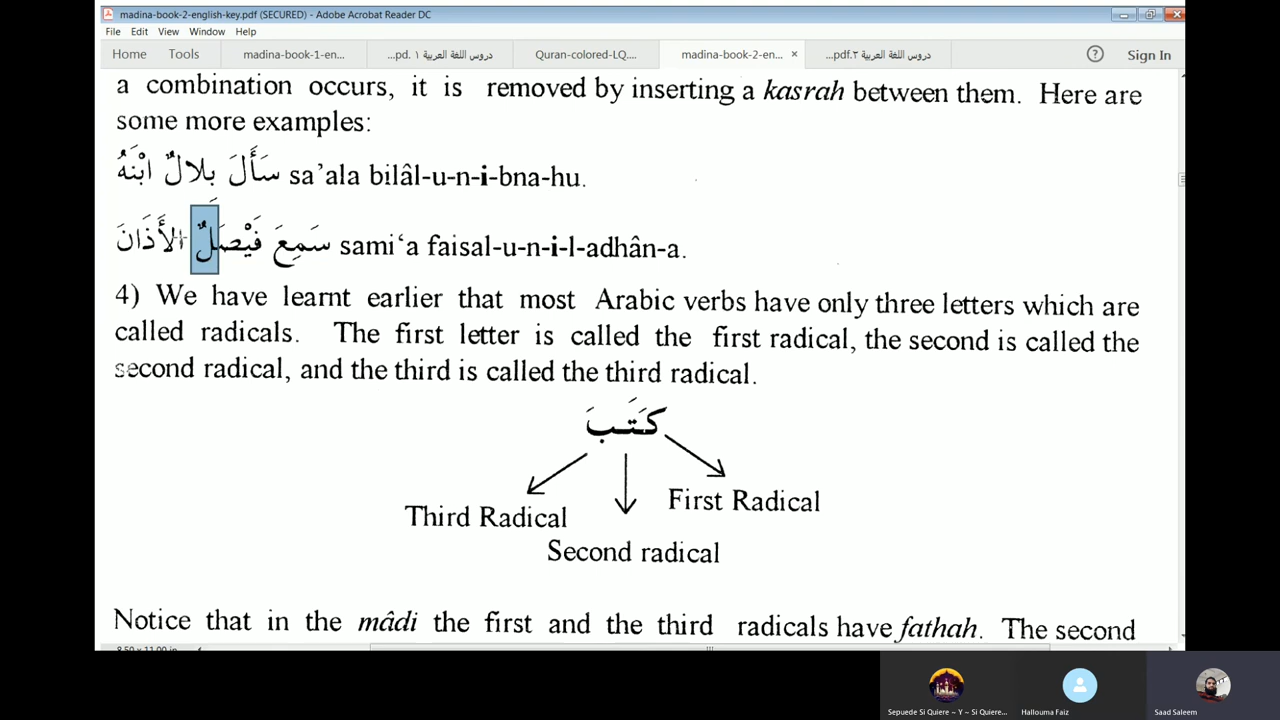 madina-book-2-english-key.pdf (SECURED) - Adobe Acrobat Reader DC
File Edit View Window Help
Home Tools madina-book-1-en... دروس اللغة العربية ١ .pd... Quran-colored-LQ.... madina-book-2-en... × دروس اللغة العربية ٣.pdf... ? Sign In
a combination occurs, it is removed by inserting a kasrah between them. Here are
some more examples:
سَأَلَ بِلالٌ ابْنَهُ sa’ala bilâl-u-n-i-bna-hu.
سَمِعَ فَيْصَلٌ الأَذَانَ sami‘a faisal-u-n-i-l-adhân-a.
4) We have learnt earlier that most Arabic verbs have only three letters which are
called radicals. The first letter is called the first radical, the second is called the
second radical, and the third is called the third radical.
كَتَبَ
First Radical
Third Radical
Second radical
Notice that in the mâdi the first and the third radicals have fathah. The second
8.50 x 11.00 in
Sepuede Si Quiere ~ Y ~ Si Quiere... Hallouma Faiz Saad Saleem